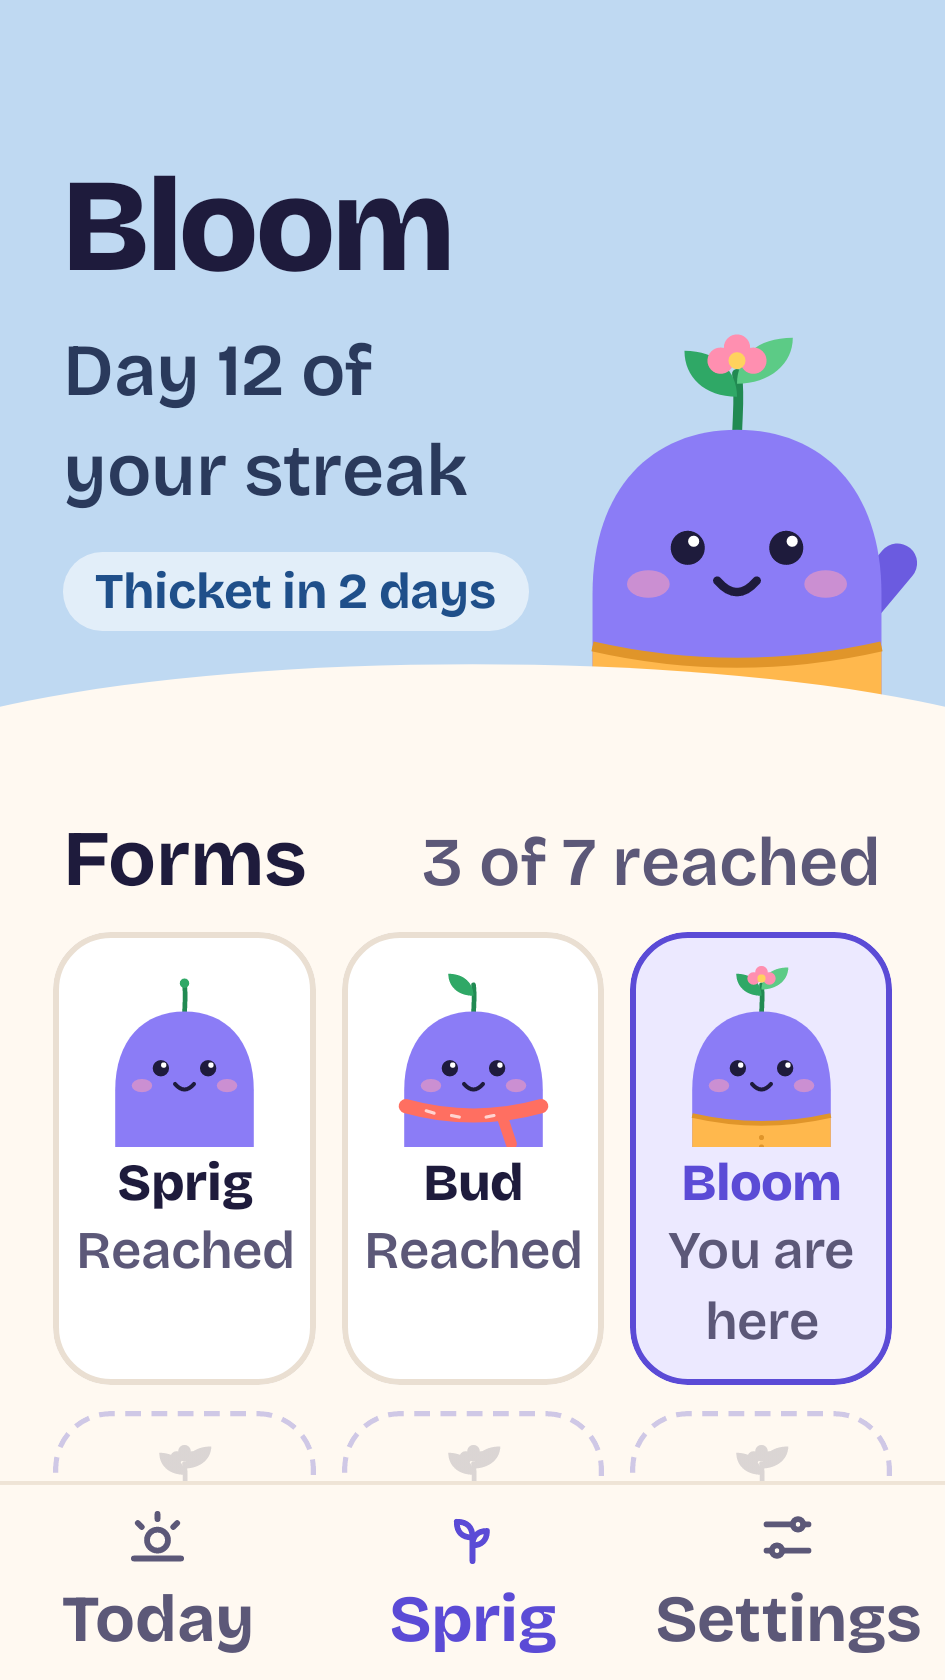 Bloom
Day 12 of
your streak
Thicket in 2 days
Forms
3 of 7 reached
Sprig
Reached
Bud
Reached
Bloom
You are
here
Today
Sprig
Settings